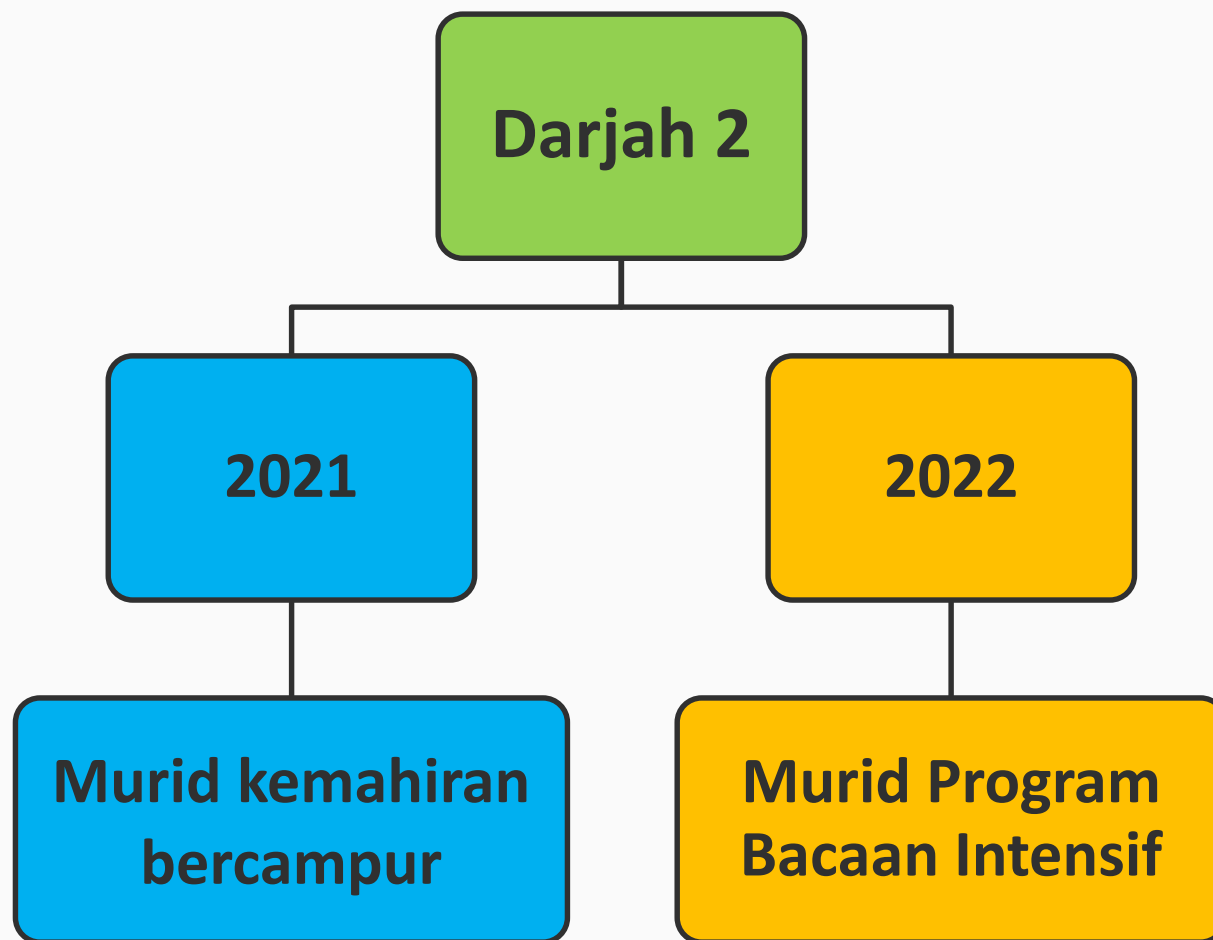 Darjah 2
2021
2022
Murid kemahiran
bercampur
Murid Program
Bacaan Intensif